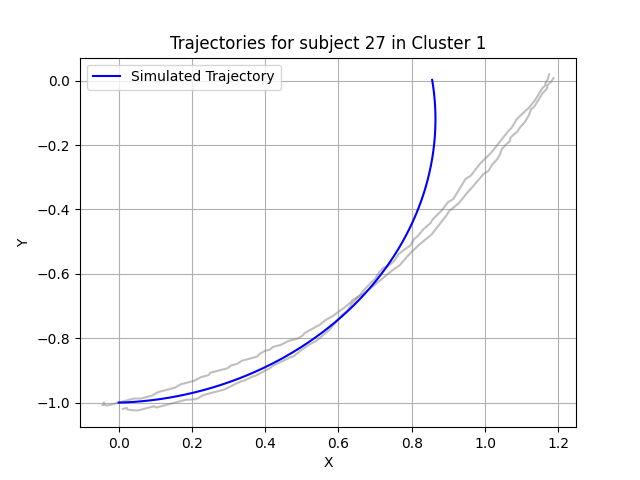 Trajectories for subject 27 in Cluster 1
Simulated Trajectory
0.0
−0.2
−0.4
−0.6
−0.8
−1.0
Y
0.0 0.2 0.4 0.6 0.8 1.0 1.2
X